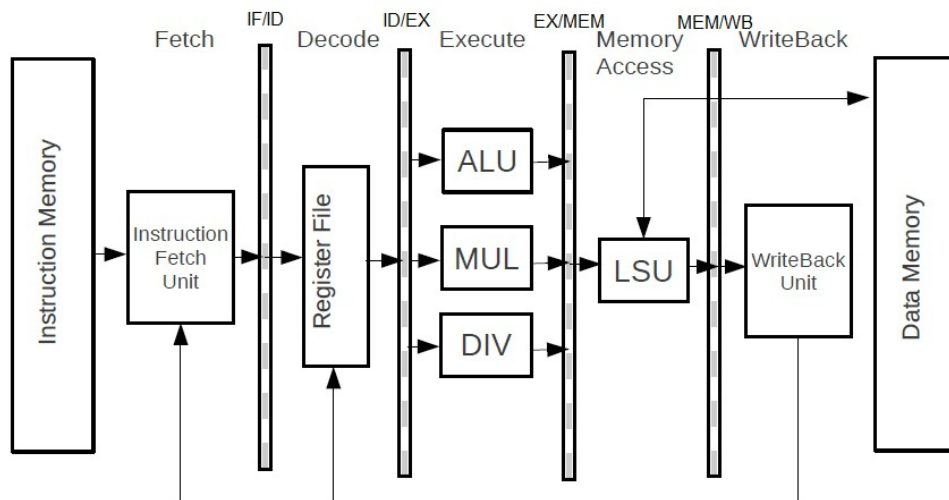 IF/ID
ID/EX
EX/MEM
MEM/WB
Fetch
Decode
Execute
Memory
Access
WriteBack
Instruction Memory
Instruction
Fetch
Unit
Register File
ALU
MUL
DIV
LSU
WriteBack
Unit
Data Memory